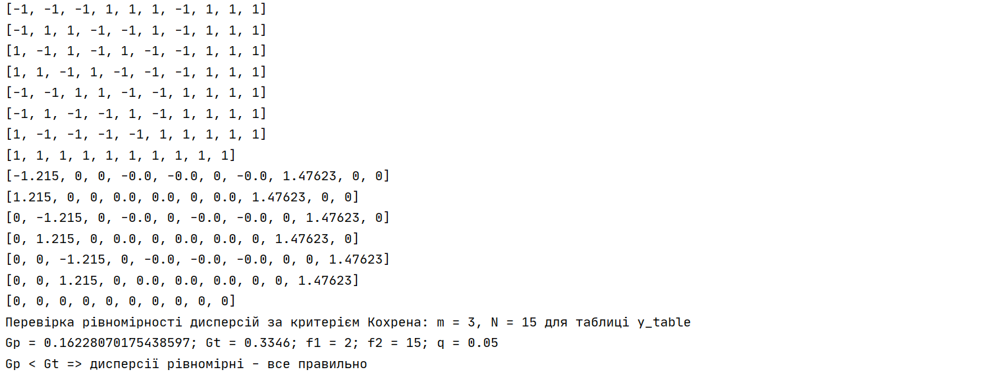 [-1, -1, -1, 1, 1, 1, -1, 1, 1, 1]
[-1, 1, 1, -1, -1, 1, -1, 1, 1, 1]
[1, -1, 1, -1, 1, -1, -1, 1, 1, 1]
[1, 1, -1, 1, -1, -1, -1, 1, 1, 1]
[-1, -1, 1, 1, -1, -1, 1, 1, 1, 1]
[-1, 1, -1, -1, 1, -1, 1, 1, 1, 1]
[1, -1, -1, -1, -1, 1, 1, 1, 1, 1]
[1, 1, 1, 1, 1, 1, 1, 1, 1, 1]
[-1.215, 0, 0, -0.0, -0.0, 0, -0.0, 1.47623, 0, 0]
[1.215, 0, 0, 0.0, 0.0, 0, 0.0, 1.47623, 0, 0]
[0, -1.215, 0, -0.0, 0, -0.0, -0.0, 0, 1.47623, 0]
[0, 1.215, 0, 0.0, 0, 0.0, 0.0, 0, 1.47623, 0]
[0, 0, -1.215, 0, -0.0, -0.0, -0.0, 0, 0, 1.47623]
[0, 0, 1.215, 0, 0.0, 0.0, 0.0, 0, 0, 1.47623]
[0, 0, 0, 0, 0, 0, 0, 0, 0, 0]
Перевірка рівномірності дисперсій за критерієм Кохрена: m = 3, N = 15 для таблиці y_table
Gp = 0.16228070175438597; Gt = 0.3346; f1 = 2; f2 = 15; q = 0.05
Gp < Gt => дисперсії рівномірні - все правильно